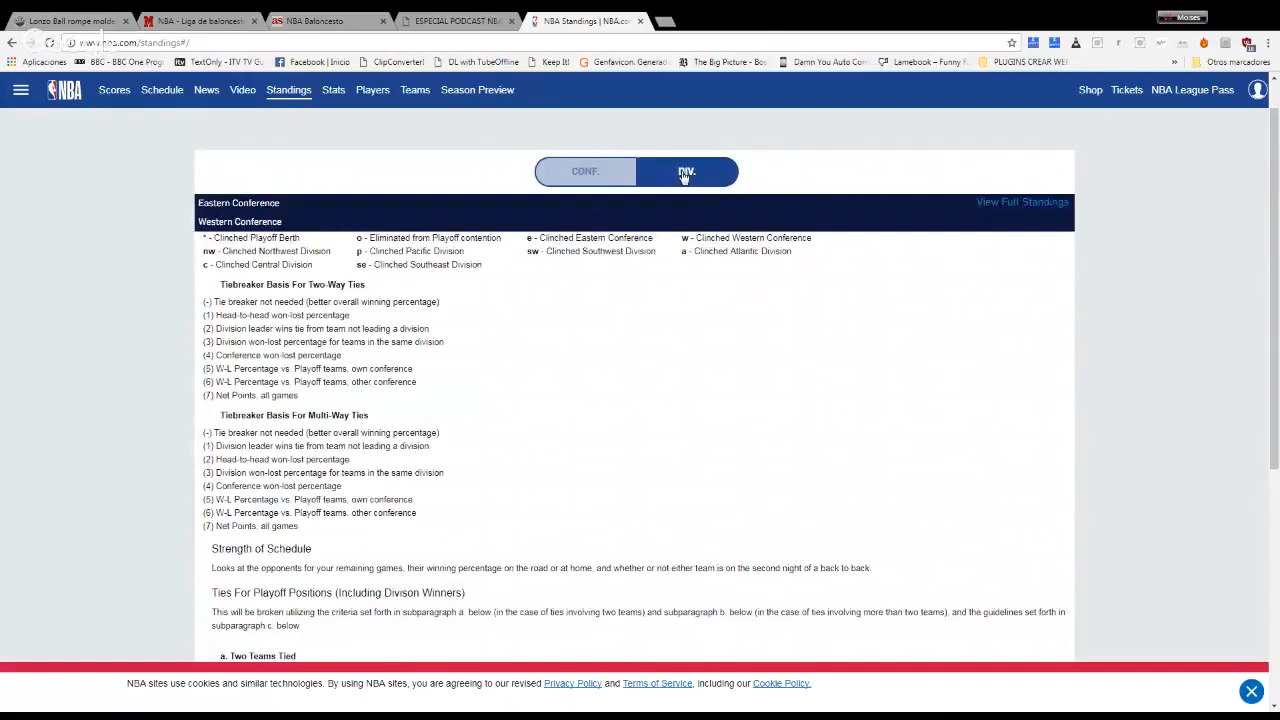 Lonzo Ball rompe molde
NBA - Liga de baloncest
NBA Baloncesto
ESPECIAL PODCAST NBA
NBA Standings | NBA.co
Moises
nba.com/standings#/
Aplicaciones
BBC - BBC One Prog
TextOnly - ITV TV Gu
Facebook | Inicio
ClipConverter!
DL with TubeOffline
Keep It!
Genfavicon. Generad
The Big Picture - Bos
Damn You Auto Con
Lamebook – Funny F
PLUGINS CREAR WEB
Otros marcadores
NBA
Scores
Schedule
News
Video
Standings
Stats
Players
Teams
Season Preview
Shop
Tickets
NBA League Pass
CONF.
DIV.
Eastern Conference
View Full Standings
Western Conference
* - Clinched Playoff Berth
o - Eliminated from Playoff contention
e - Clinched Eastern Conference
w - Clinched Western Conference
nw - Clinched Northwest Division
p - Clinched Pacific Division
sw - Clinched Southwest Division
a - Clinched Atlantic Division
c - Clinched Central Division
se - Clinched Southeast Division
Tiebreaker Basis For Two-Way Ties
(-) Tie breaker not needed (better overall winning percentage)
(1) Head-to-head won-lost percentage
(2) Division leader wins tie from team not leading a division
(3) Division won-lost percentage for teams in the same division
(4) Conference won-lost percentage
(5) W-L Percentage vs. Playoff teams, own conference
(6) W-L Percentage vs. Playoff teams, other conference
(7) Net Points, all games
Tiebreaker Basis For Multi-Way Ties
(-) Tie breaker not needed (better overall winning percentage)
(1) Division leader wins tie from team not leading a division
(2) Head-to-head won-lost percentage
(3) Division won-lost percentage for teams in the same division
(4) Conference won-lost percentage
(5) W-L Percentage vs. Playoff teams, own conference
(6) W-L Percentage vs. Playoff teams, other conference
(7) Net Points, all games
Strength of Schedule
Looks at the opponents for your remaining games, their winning percentage on the road or at home, and whether or not either team is on the second night of a back to back.
Ties For Playoff Positions (Including Divison Winners)
This will be broken utilizing the criteria set forth in subparagraph a. below (in the case of ties involving two teams) and subparagraph b. below (in the case of ties involving more than two teams), and the guidelines set forth in
subparagraph c. below
a. Two Teams Tied
NBA sites use cookies and similar technologies. By using NBA sites, you are agreeing to our revised Privacy Policy and Terms of Service, including our Cookie Policy.